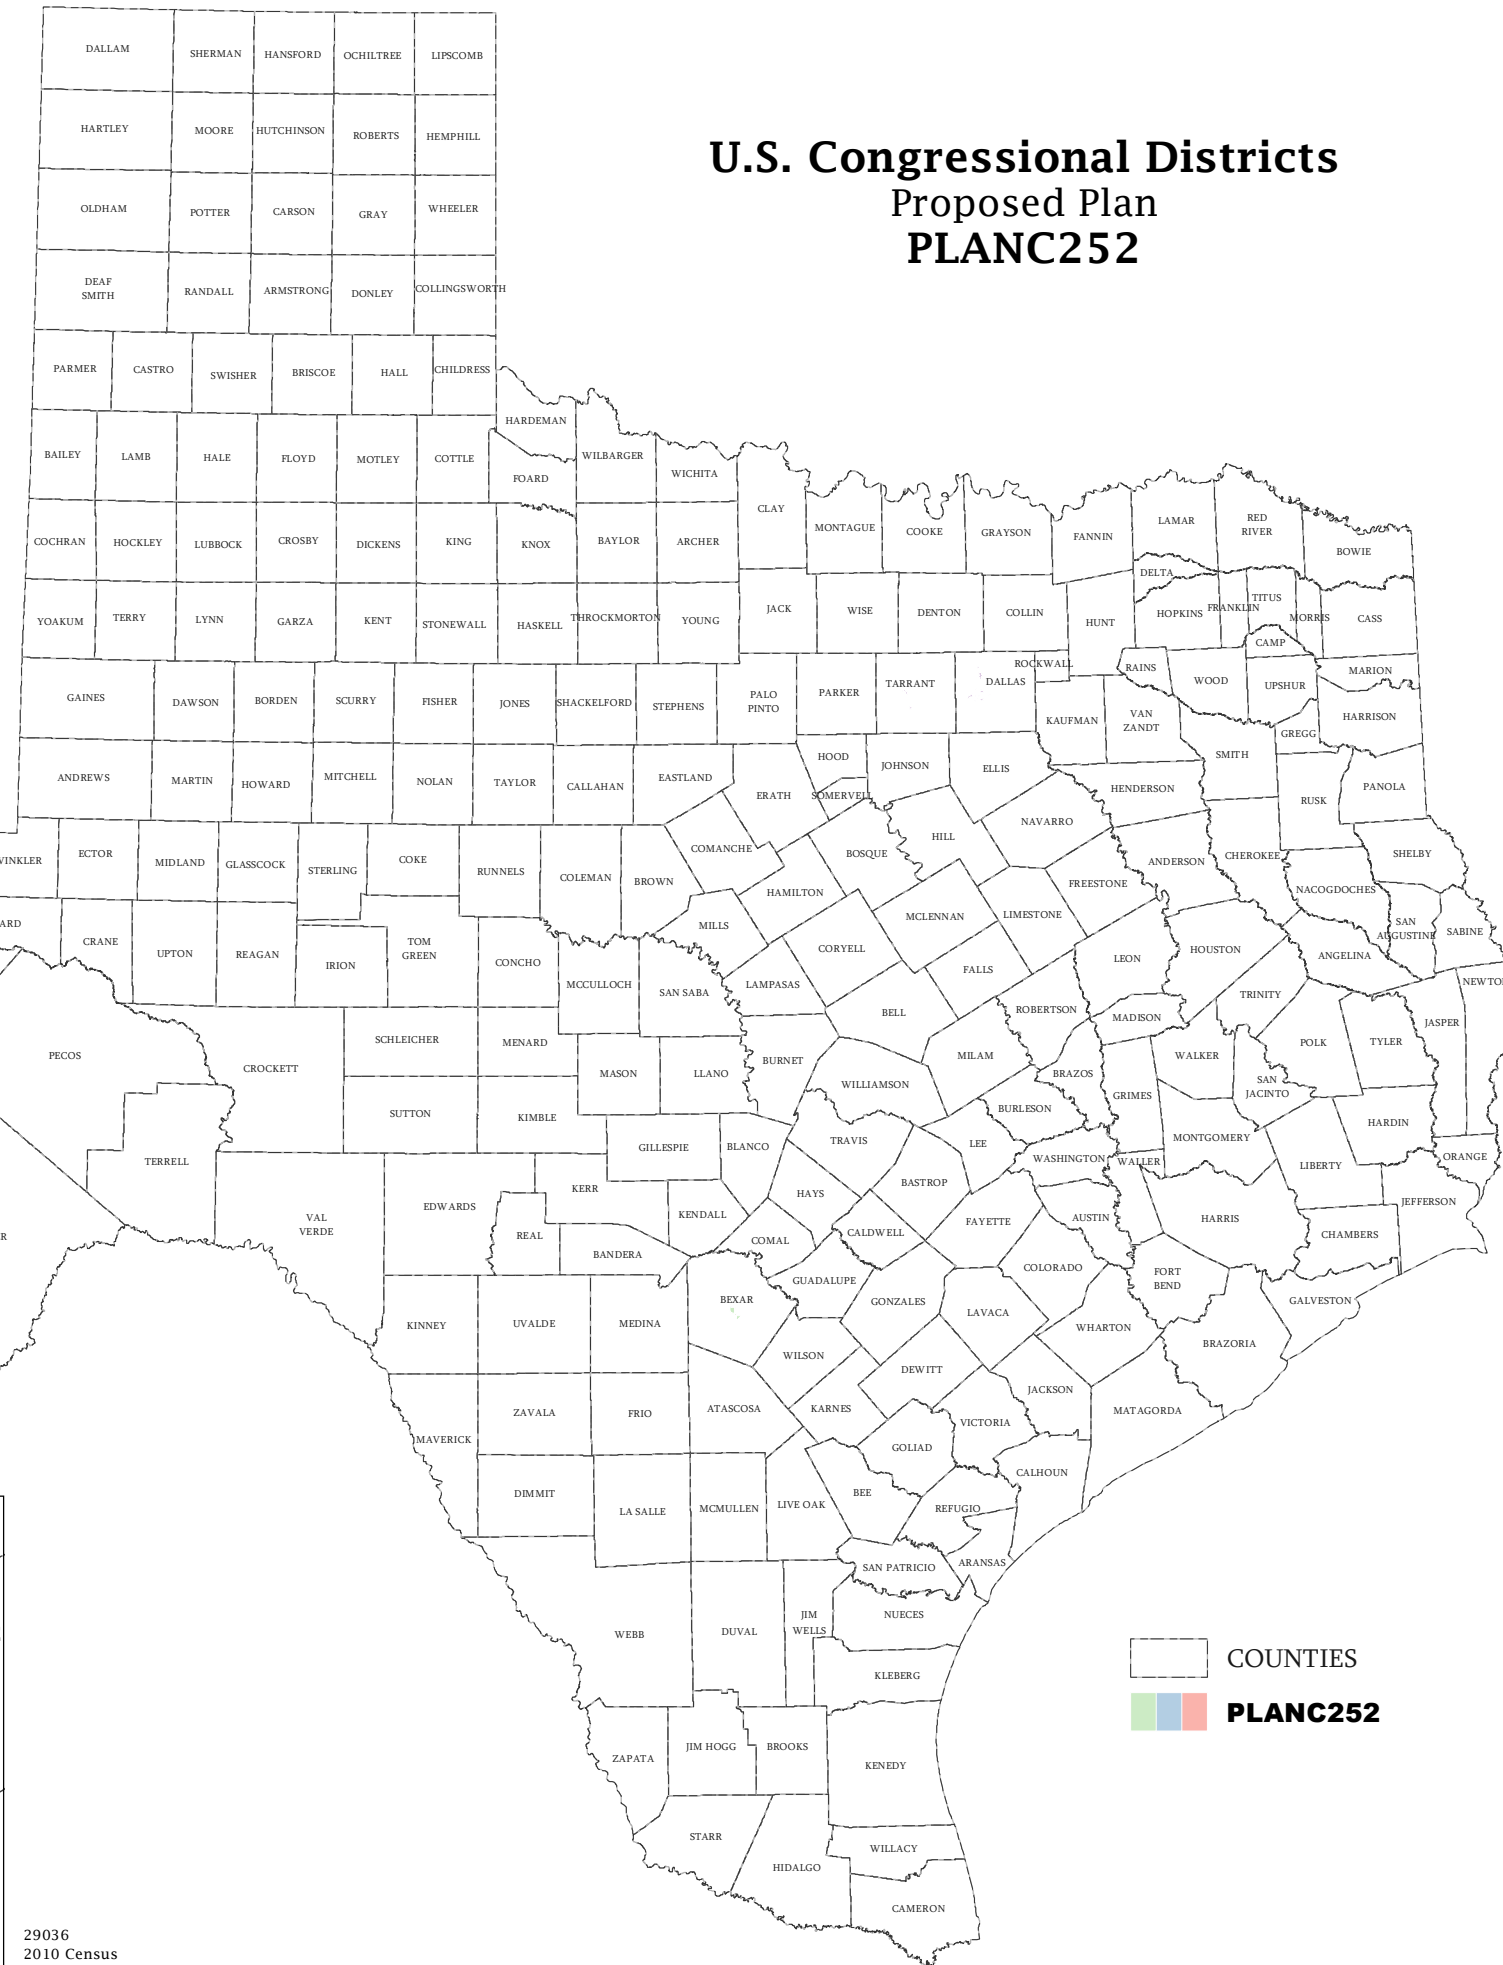 U.S. Congressional Districts
Proposed Plan
PLANC252
DALLAM
SHERMAN
HANSFORD
OCHILTREE
LIPSCOMB
HARTLEY
MOORE
HUTCHINSON
ROBERTS
HEMPHILL
OLDHAM
POTTER
CARSON
GRAY
WHEELER
DEAF
SMITH
RANDALL
ARMSTRONG
DONLEY
COLLINGSWORTH
PARMER
CASTRO
SWISHER
BRISCOE
HALL
CHILDRESS
HARDEMAN
BAILEY
LAMB
HALE
FLOYD
MOTLEY
COTTLE
FOARD
WILBARGER
WICHITA
CLAY
MONTAGUE
COOKE
GRAYSON
FANNIN
LAMAR
RED
RIVER
BOWIE
COCHRAN
HOCKLEY
LUBBOCK
CROSBY
DICKENS
KING
KNOX
BAYLOR
ARCHER
DELTA
YOAKUM
TERRY
LYNN
GARZA
KENT
STONEWALL
HASKELL
THROCKMORTON
YOUNG
JACK
WISE
DENTON
COLLIN
HUNT
HOPKINS
FRANKLIN
TITUS
MORRIS
CASS
CAMP
GAINES
DAWSON
BORDEN
SCURRY
FISHER
JONES
SHACKELFORD
STEPHENS
PALO
PINTO
PARKER
TARRANT
DALLAS
ROCKWALL
KAUFMAN
RAINS
VAN
ZANDT
WOOD
UPSHUR
MARION
HARRISON
GREGG
ANDREWS
MARTIN
HOWARD
MITCHELL
NOLAN
TAYLOR
CALLAHAN
EASTLAND
ERATH
HOOD
SOMERVELL
JOHNSON
ELLIS
HENDERSON
SMITH
RUSK
PANOLA
VINKLER
ECTOR
MIDLAND
GLASSCOCK
STERLING
COKE
RUNNELS
COLEMAN
BROWN
COMANCHE
HAMILTON
BOSQUE
HILL
NAVARRO
FREESTONE
ANDERSON
CHEROKEE
NACOGDOCHES
SHELBY
ARD
CRANE
UPTON
REAGAN
IRION
TOM
GREEN
CONCHO
MCCULLOCH
SAN SABA
MILLS
LAMPASAS
CORYELL
MCLENNAN
LIMESTONE
FALLS
LEON
HOUSTON
ANGELINA
SAN
AUGUSTINE
SABINE
NEWTO
PECOS
CROCKETT
SCHLEICHER
MENARD
MASON
LLANO
BURNET
BELL
WILLIAMSON
MILAM
ROBERTSON
MADISON
BRAZOS
GRIMES
WALKER
TRINITY
SAN
JACINTO
POLK
TYLER
JASPER
TERRELL
SUTTON
KIMBLE
GILLESPIE
BLANCO
TRAVIS
LEE
BURLESON
WASHINGTON
WALLER
MONTGOMERY
LIBERTY
HARDIN
ORANGE
JEFFERSON
R
VAL
VERDE
EDWARDS
REAL
KERR
BANDERA
KENDALL
HAYS
COMAL
CALDWELL
BASTROP
FAYETTE
AUSTIN
COLORADO
HARRIS
CHAMBERS
FORT
BEND
GALVESTON
BRAZORIA
KINNEY
UVALDE
MEDINA
BEXAR
GUADALUPE
GONZALES
LAVACA
WHARTON
WILSON
DEWITT
JACKSON
MATAGORDA
MAVERICK
ZAVALA
FRIO
ATASCOSA
KARNES
GOLIAD
VICTORIA
CALHOUN
DIMMIT
LA SALLE
MCMULLEN
LIVE OAK
BEE
REFUGIO
ARANSAS
SAN PATRICIO
WEBB
DUVAL
JIM
WELLS
NUECES
KLEBERG
ZAPATA
JIM HOGG
BROOKS
KENEDY
STARR
HIDALGO
WILLACY
CAMERON
COUNTIES
PLANC252
29036
2010 Census